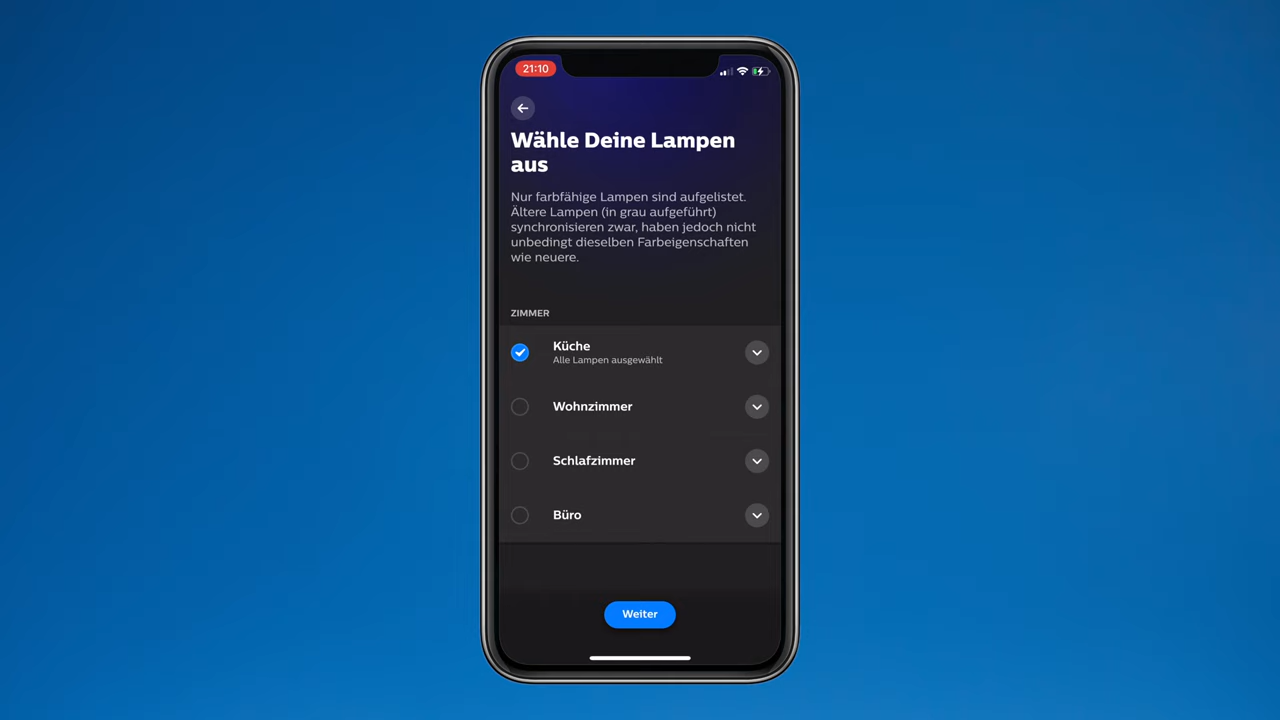 21:10
Wähle Deine Lampen
aus
Nur farbfähige Lampen sind aufgelistet.
Ältere Lampen (in grau aufgeführt)
synchronisieren zwar, haben jedoch nicht
unbedingt dieselben Farbeigenschaften
wie neuere.
ZIMMER
Küche
Alle Lampen ausgewählt
Wohnzimmer
Schlafzimmer
Büro
Weiter